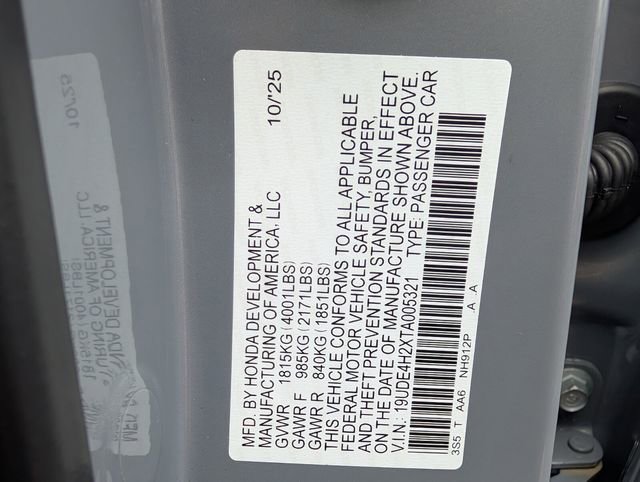 MFD. BY HONDA DEVELOPMENT &
MANUFACTURING OF AMERICA, LLC 10/'25
GVWR 1815KG (4001LBS)
GAWR F 985KG (2171LBS)
GAWR R 840KG (1851LBS)
THIS VEHICLE CONFORMS TO ALL APPLICABLE
FEDERAL MOTOR VEHICLE SAFETY, BUMPER,
AND THEFT PREVENTION STANDARDS IN EFFECT
ON THE DATE OF MANUFACTURE SHOWN ABOVE.
V.I.N.: 19UDE4H2XTA005321 TYPE: PASSENGER CAR
3S5 T AA6 NH912P . A . A